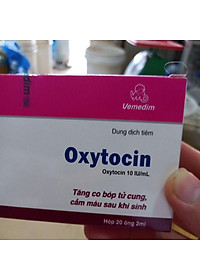 Vemedim
Dung dịch tiêm
Oxytocin
Oxytocin 10 IU/mL
Tăng co bóp tử cung,
cầm máu sau khi sinh
Hộp 20 ống 2ml